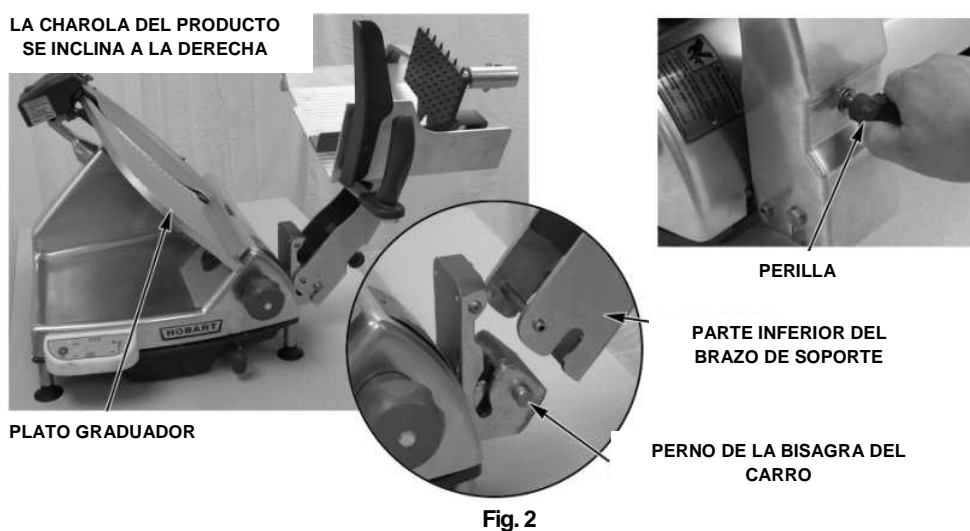 LA CHAROLA DEL PRODUCTO
SE INCLINA A LA DERECHA
HOBART
PLATO GRADUADOR
PERILLA
PARTE INFERIOR DEL
BRAZO DE SOPORTE
PERNO DE LA BISAGRA DEL
CARRO
Fig. 2